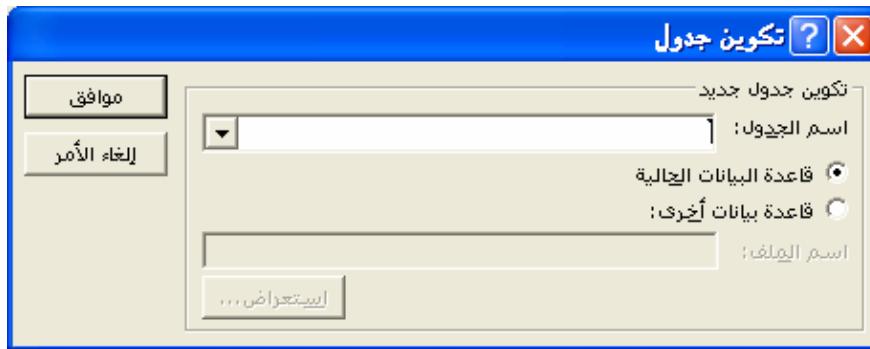 تكوين جدول
تكوين جدول جديد
اسم الجدول:
قاعدة البيانات الحالية
قاعدة بيانات أخرى:
اسم الملف:
استعراض...
موافق
إلغاء الأمر